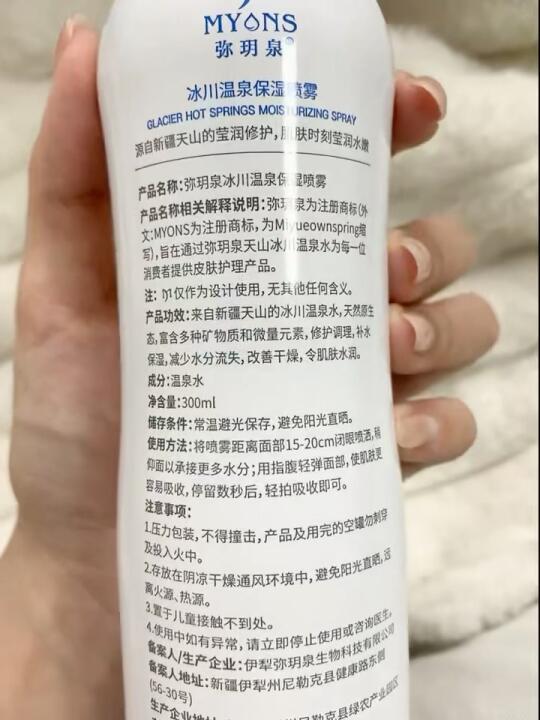 MYONS
弥玥泉®
冰川温泉保湿喷雾
GLACIER HOT SPRINGS MOISTURIZING SPRAY
源自新疆天山的莹润修护,肌肤时刻莹润水嫩
产品名称:弥玥泉冰川温泉保湿喷雾
产品名称相关解释说明:弥玥泉为注册商标(外
文:MYONS为注册商标,为Miyueownspring缩
写),旨在通过弥玥泉天山冰川温泉水为每一位
消费者提供皮肤护理产品。
注: 仅作为设计使用,无其他任何含义。
产品功效:来自新疆天山的冰川温泉水,天然原生
态,富含多种矿物质和微量元素,修护调理,补水
保湿,减少水分流失,改善干燥,令肌肤水润。
成分:温泉水
净含量:300ml
储存条件:常温避光保存,避免阳光直晒。
使用方法:将喷雾距离面部15-20cm闭眼喷洒,稍
仰面以承接更多水分;用指腹轻弹面部,使肌肤更
容易吸收,停留数秒后,轻拍吸收即可。
注意事项:
1.压力包装,不得撞击,产品及用完的空罐勿刺穿
及投入火中。
2.存放在阴凉干燥通风环境中,避免阳光直晒,远
离火源、热源。
3.置于儿童接触不到处。
4.使用中如有异常,请立即停止使用或咨询医生。
备案人/生产企业:伊犁弥玥泉生物科技有限公司
备案人地址:新疆伊犁州尼勒克县健康路东侧
(56-30号)
生产企业地址 州尼勒克县绿农产业园区